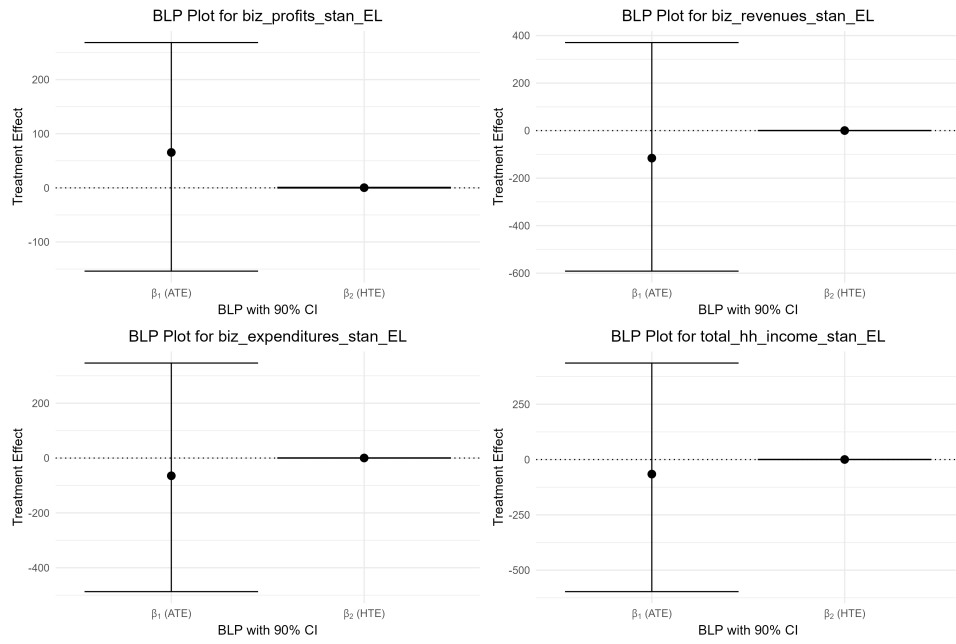 BLP Plot for biz_profits_stan_EL
Treatment Effect
200
100
0
-100
β₁ (ATE)
β₂ (HTE)
BLP with 90% CI
BLP Plot for biz_revenues_stan_EL
Treatment Effect
400
200
0
-200
-400
-600
β₁ (ATE)
β₂ (HTE)
BLP with 90% CI
BLP Plot for biz_expenditures_stan_EL
Treatment Effect
200
0
-200
-400
β₁ (ATE)
β₂ (HTE)
BLP with 90% CI
BLP Plot for total_hh_income_stan_EL
Treatment Effect
250
0
-250
-500
β₁ (ATE)
β₂ (HTE)
BLP with 90% CI